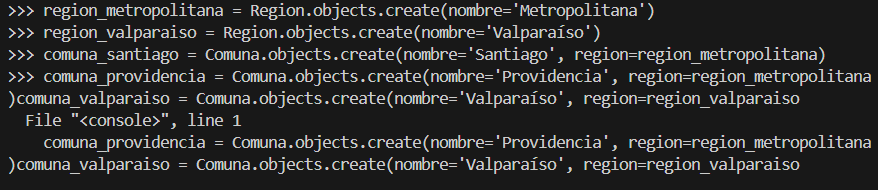 >>> region_metropolitana = Region.objects.create(nombre='Metropolitana')
>>> region_valparaiso = Region.objects.create(nombre='Valparaíso')
>>> comuna_santiago = Comuna.objects.create(nombre='Santiago', region=region_metropolitana)
>>> comuna_providencia = Comuna.objects.create(nombre='Providencia', region=region_metropolitana
)comuna_valparaiso = Comuna.objects.create(nombre='Valparaíso', region=region_valparaiso
  File "<console>", line 1
    comuna_providencia = Comuna.objects.create(nombre='Providencia', region=region_metropolitana
)comuna_valparaiso = Comuna.objects.create(nombre='Valparaíso', region=region_valparaiso